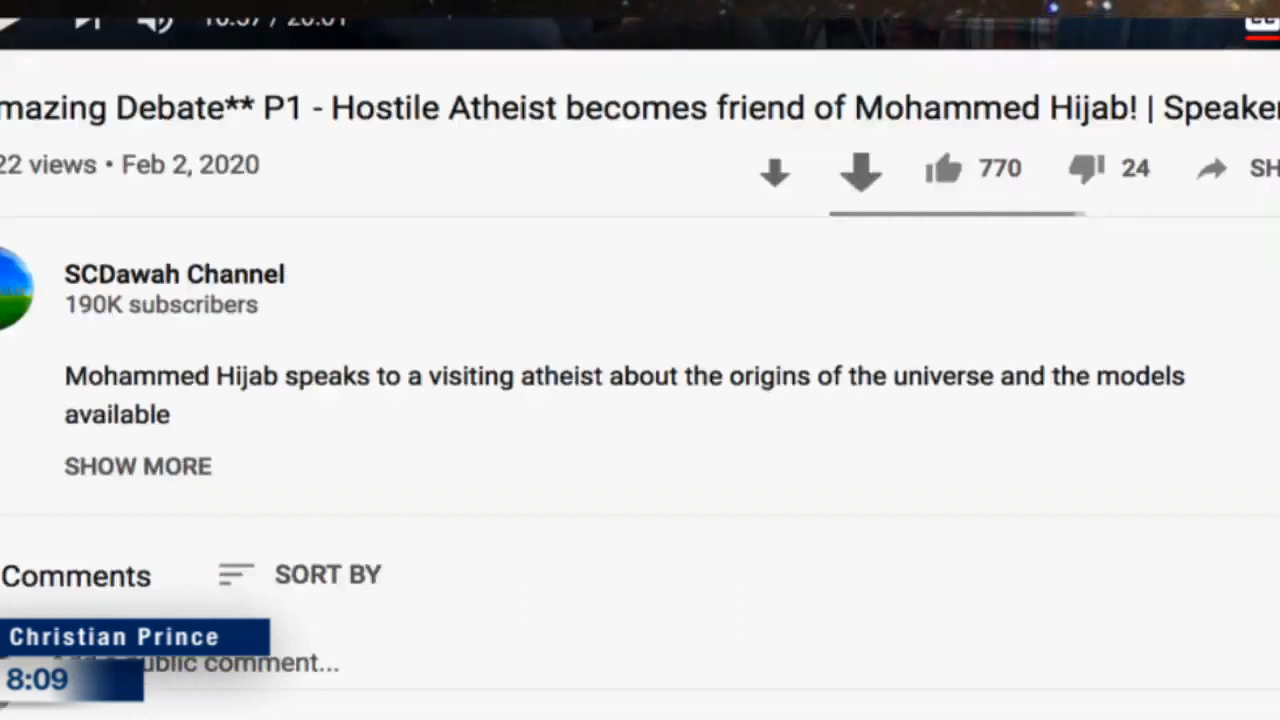 mazing Debate** P1 - Hostile Atheist becomes friend of Mohammed Hijab! | Speaker
22 views • Feb 2, 2020
770
24
SH
SCDawah Channel
190K subscribers
Mohammed Hijab speaks to a visiting atheist about the origins of the universe and the models
available
SHOW MORE
Comments
SORT BY
Christian Prince
public comment...
8:09